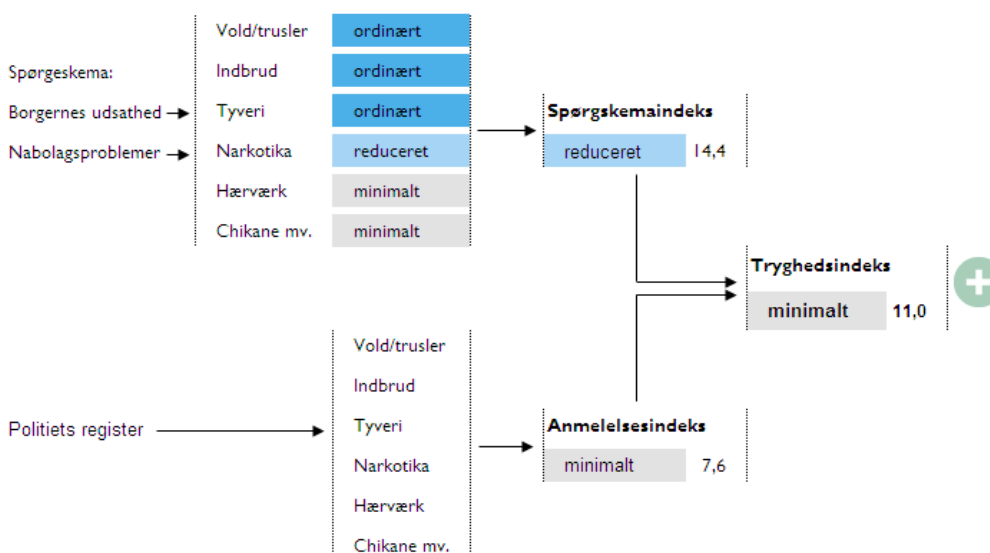 Vold/trusler ordinært
Spørgeskema:
Indbrud ordinært
Borgernes udsathed
Tyveri ordinært
Nabolagsproblemer
Narkotika reduceret
Hærværk minimalt
Chikane mv. minimalt
Spørgskemaindeks
reduceret 14,4
Tryghedsindeks
minimalt 11,0
Politiets register
Vold/trusler
Indbrud
Tyveri
Narkotika
Hærværk
Chikane mv.
Anmelelsesindeks
minimalt 7,6